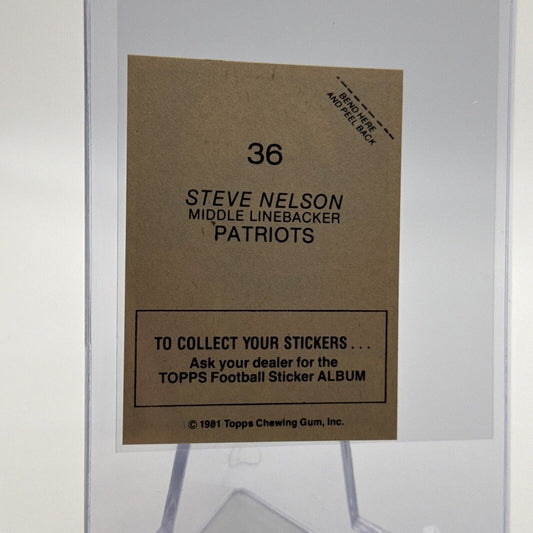 BEND HERE
AND PEEL BACK
36
STEVE NELSON
MIDDLE LINEBACKER
PATRIOTS
TO COLLECT YOUR STICKERS...
Ask your dealer for the
TOPPS Football Sticker ALBUM
© 1981 Topps Chewing Gum, Inc.